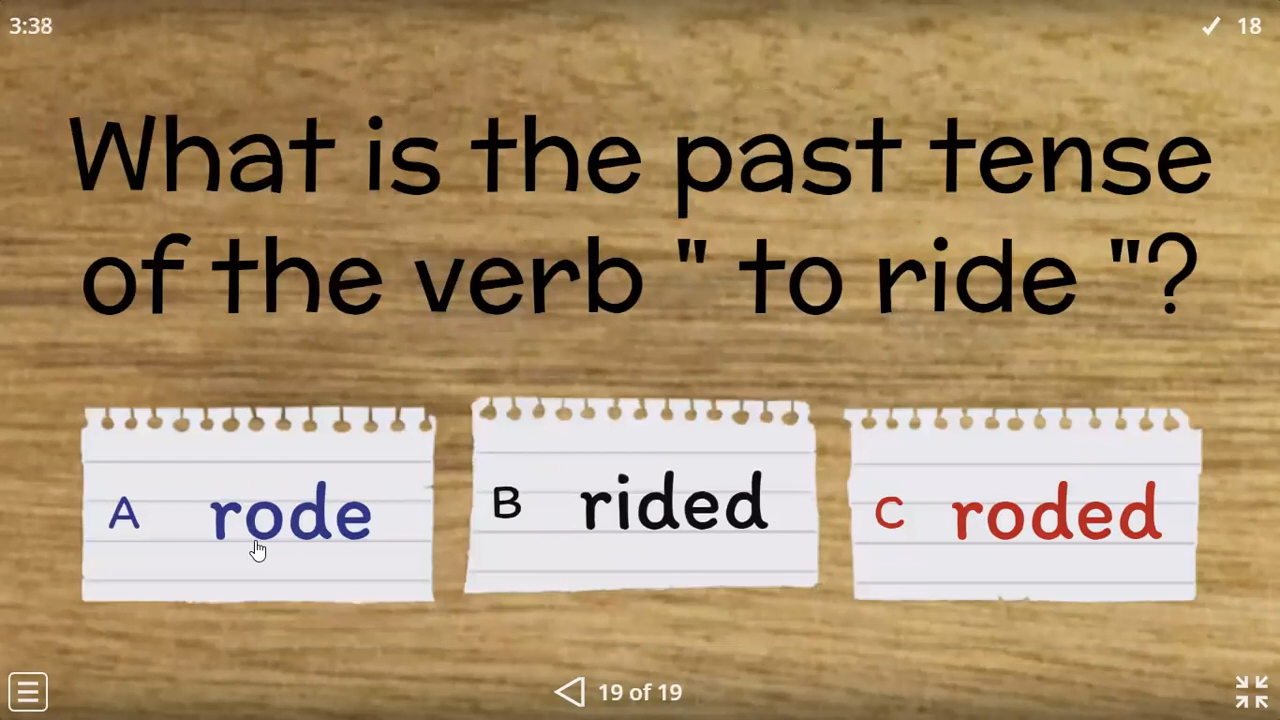 3:38
18
What is the past tense
of the verb " to ride "?
A rode
B rided
C roded
19 of 19